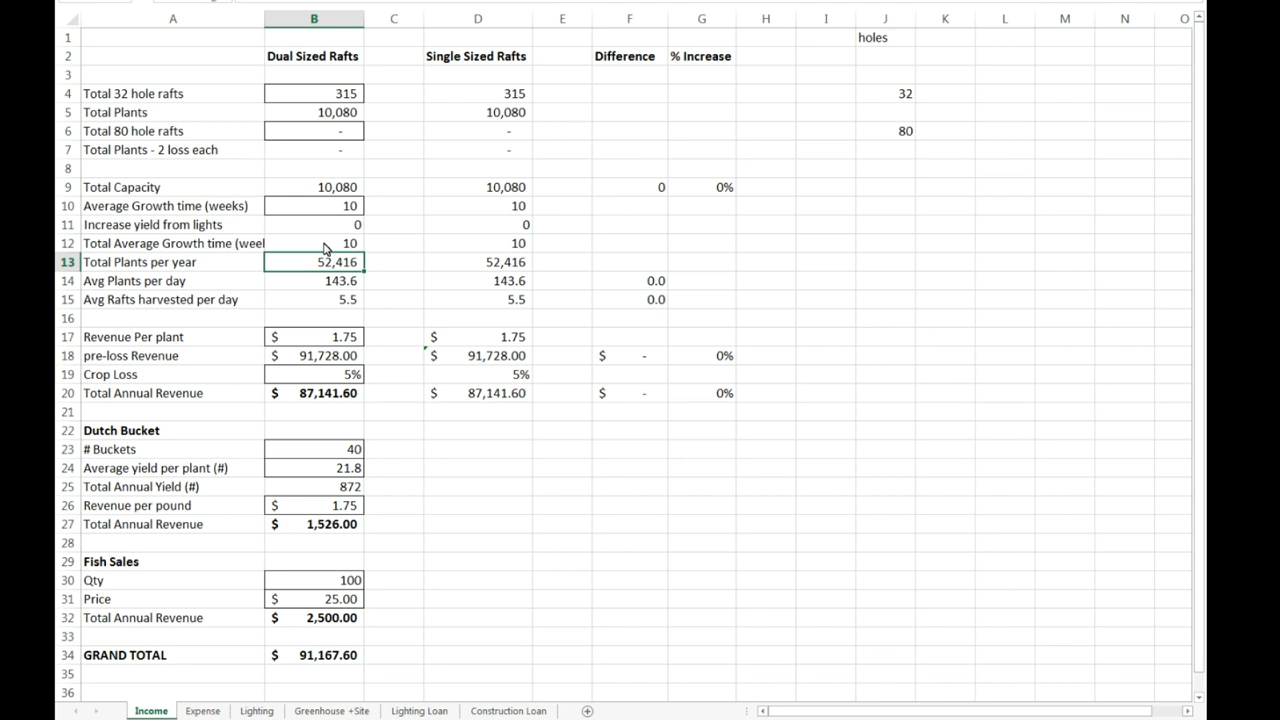 A B C D E F G H I J K L M N O
1 holes
2 Dual Sized Rafts Single Sized Rafts Difference % Increase
3
4 Total 32 hole rafts 315 315 32
5 Total Plants 10,080 10,080
6 Total 80 hole rafts - - 80
7 Total Plants - 2 loss each - -
8
9 Total Capacity 10,080 10,080 0 0%
10 Average Growth time (weeks) 10 10
11 Increase yield from lights 0 0
12 Total Average Growth time (weel 10 10
13 Total Plants per year 52,416 52,416
14 Avg Plants per day 143.6 143.6 0.0
15 Avg Rafts harvested per day 5.5 5.5 0.0
16
17 Revenue Per plant $ 1.75 $ 1.75
18 pre-loss Revenue $ 91,728.00 $ 91,728.00 $ - 0%
19 Crop Loss 5% 5%
20 Total Annual Revenue $ 87,141.60 $ 87,141.60 $ - 0%
21
22 Dutch Bucket
23 # Buckets 40
24 Average yield per plant (#) 21.8
25 Total Annual Yield (#) 872
26 Revenue per pound $ 1.75
27 Total Annual Revenue $ 1,526.00
28
29 Fish Sales
30 Qty 100
31 Price $ 25.00
32 Total Annual Revenue $ 2,500.00
33
34 GRAND TOTAL $ 91,167.60
35
36
Income Expense Lighting Greenhouse +Site Lighting Loan Construction Loan